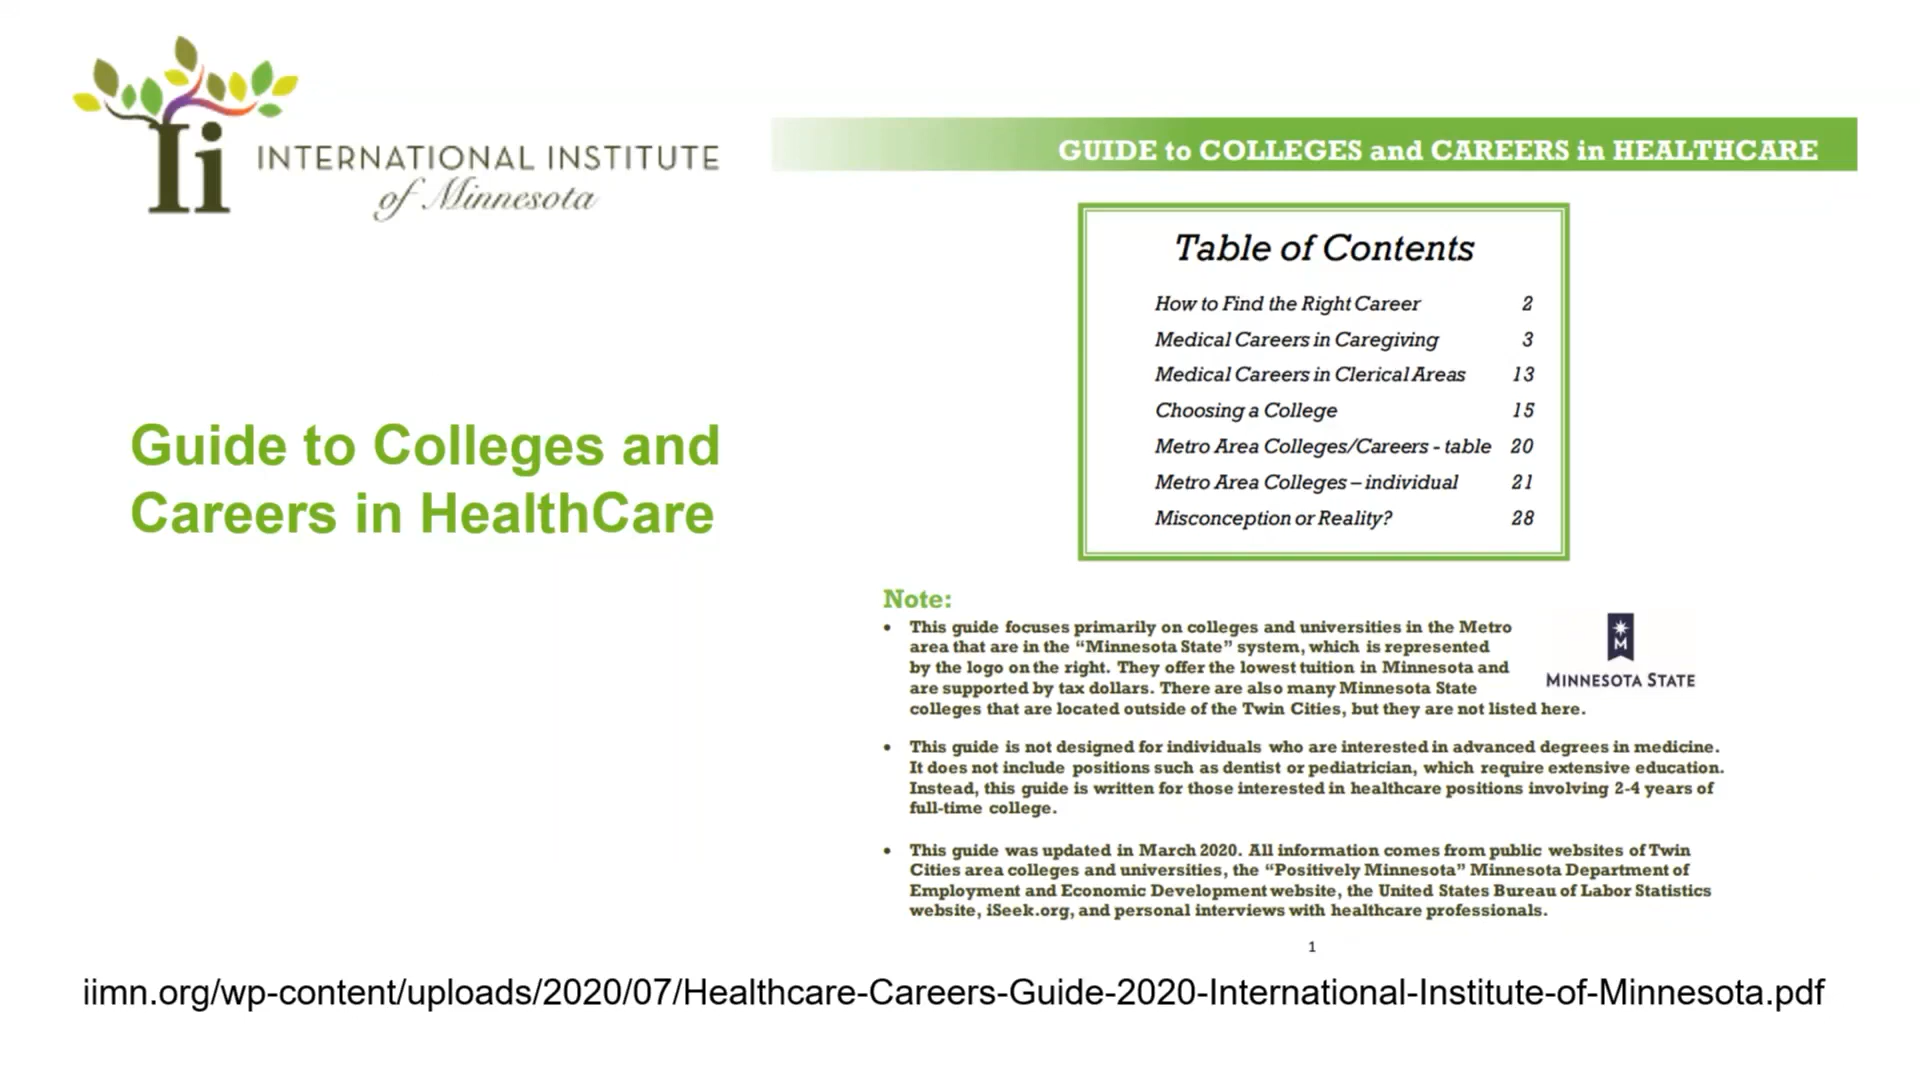 Ii INTERNATIONAL INSTITUTE
of Minnesota
Guide to Colleges and
Careers in HealthCare
GUIDE to COLLEGES and CAREERS in HEALTHCARE
Table of Contents
How to Find the Right Career 2
Medical Careers in Caregiving 3
Medical Careers in Clerical Areas 13
Choosing a College 15
Metro Area Colleges/Careers - table 20
Metro Area Colleges – individual 21
Misconception or Reality? 28
Note:
• This guide focuses primarily on colleges and universities in the Metro
area that are in the “Minnesota State” system, which is represented
by the logo on the right. They offer the lowest tuition in Minnesota and
are supported by tax dollars. There are also many Minnesota State
colleges that are located outside of the Twin Cities, but they are not listed here.
M
MINNESOTA STATE
• This guide is not designed for individuals who are interested in advanced degrees in medicine.
It does not include positions such as dentist or pediatrician, which require extensive education.
Instead, this guide is written for those interested in healthcare positions involving 2-4 years of
full-time college.
• This guide was updated in March 2020. All information comes from public websites of Twin
Cities area colleges and universities, the “Positively Minnesota” Minnesota Department of
Employment and Economic Development website, the United States Bureau of Labor Statistics
website, iSeek.org, and personal interviews with healthcare professionals.
1
iimn.org/wp-content/uploads/2020/07/Healthcare-Careers-Guide-2020-International-Institute-of-Minnesota.pdf